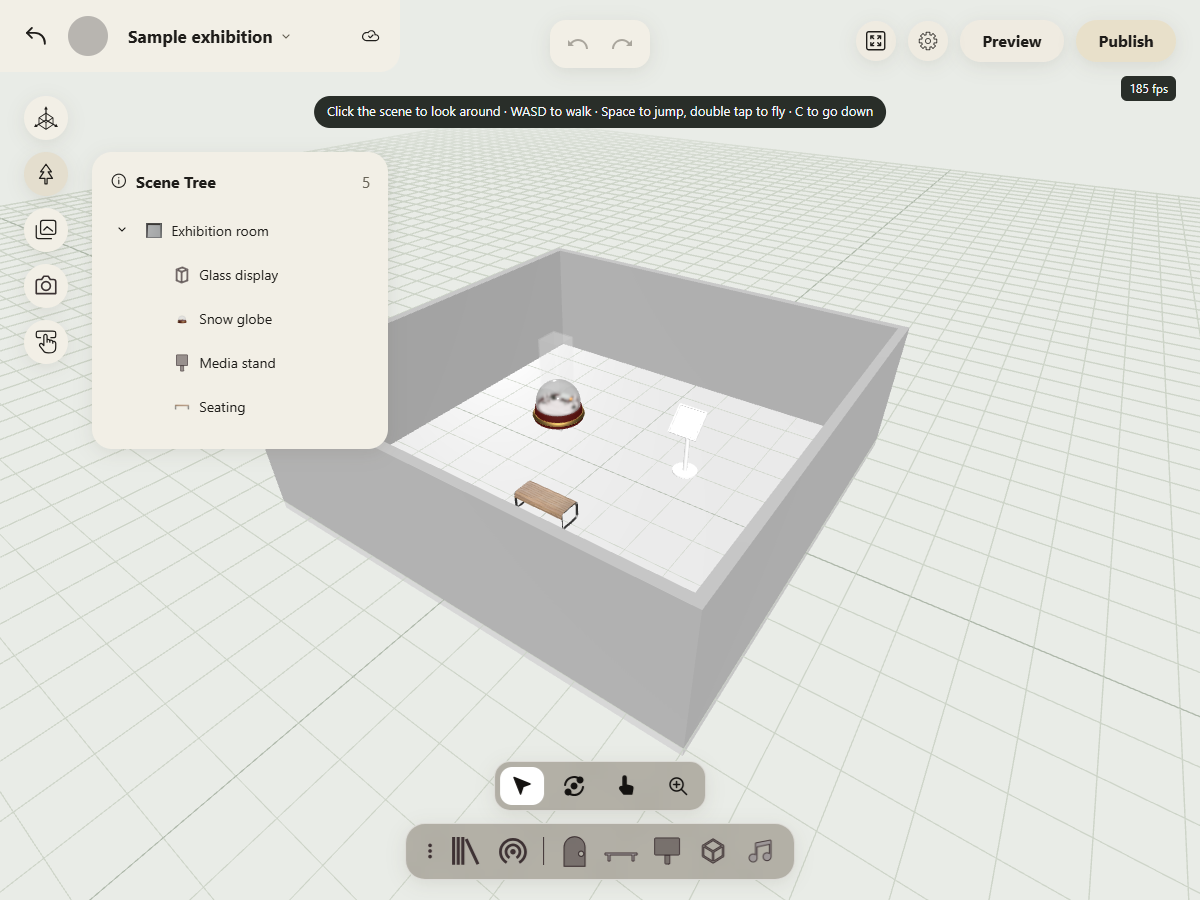 Sample exhibition
Preview
Publish
185 fps
Click the scene to look around · WASD to walk · Space to jump, double tap to fly · C to go down
Scene Tree
5
Exhibition room
Glass display
Snow globe
Media stand
Seating